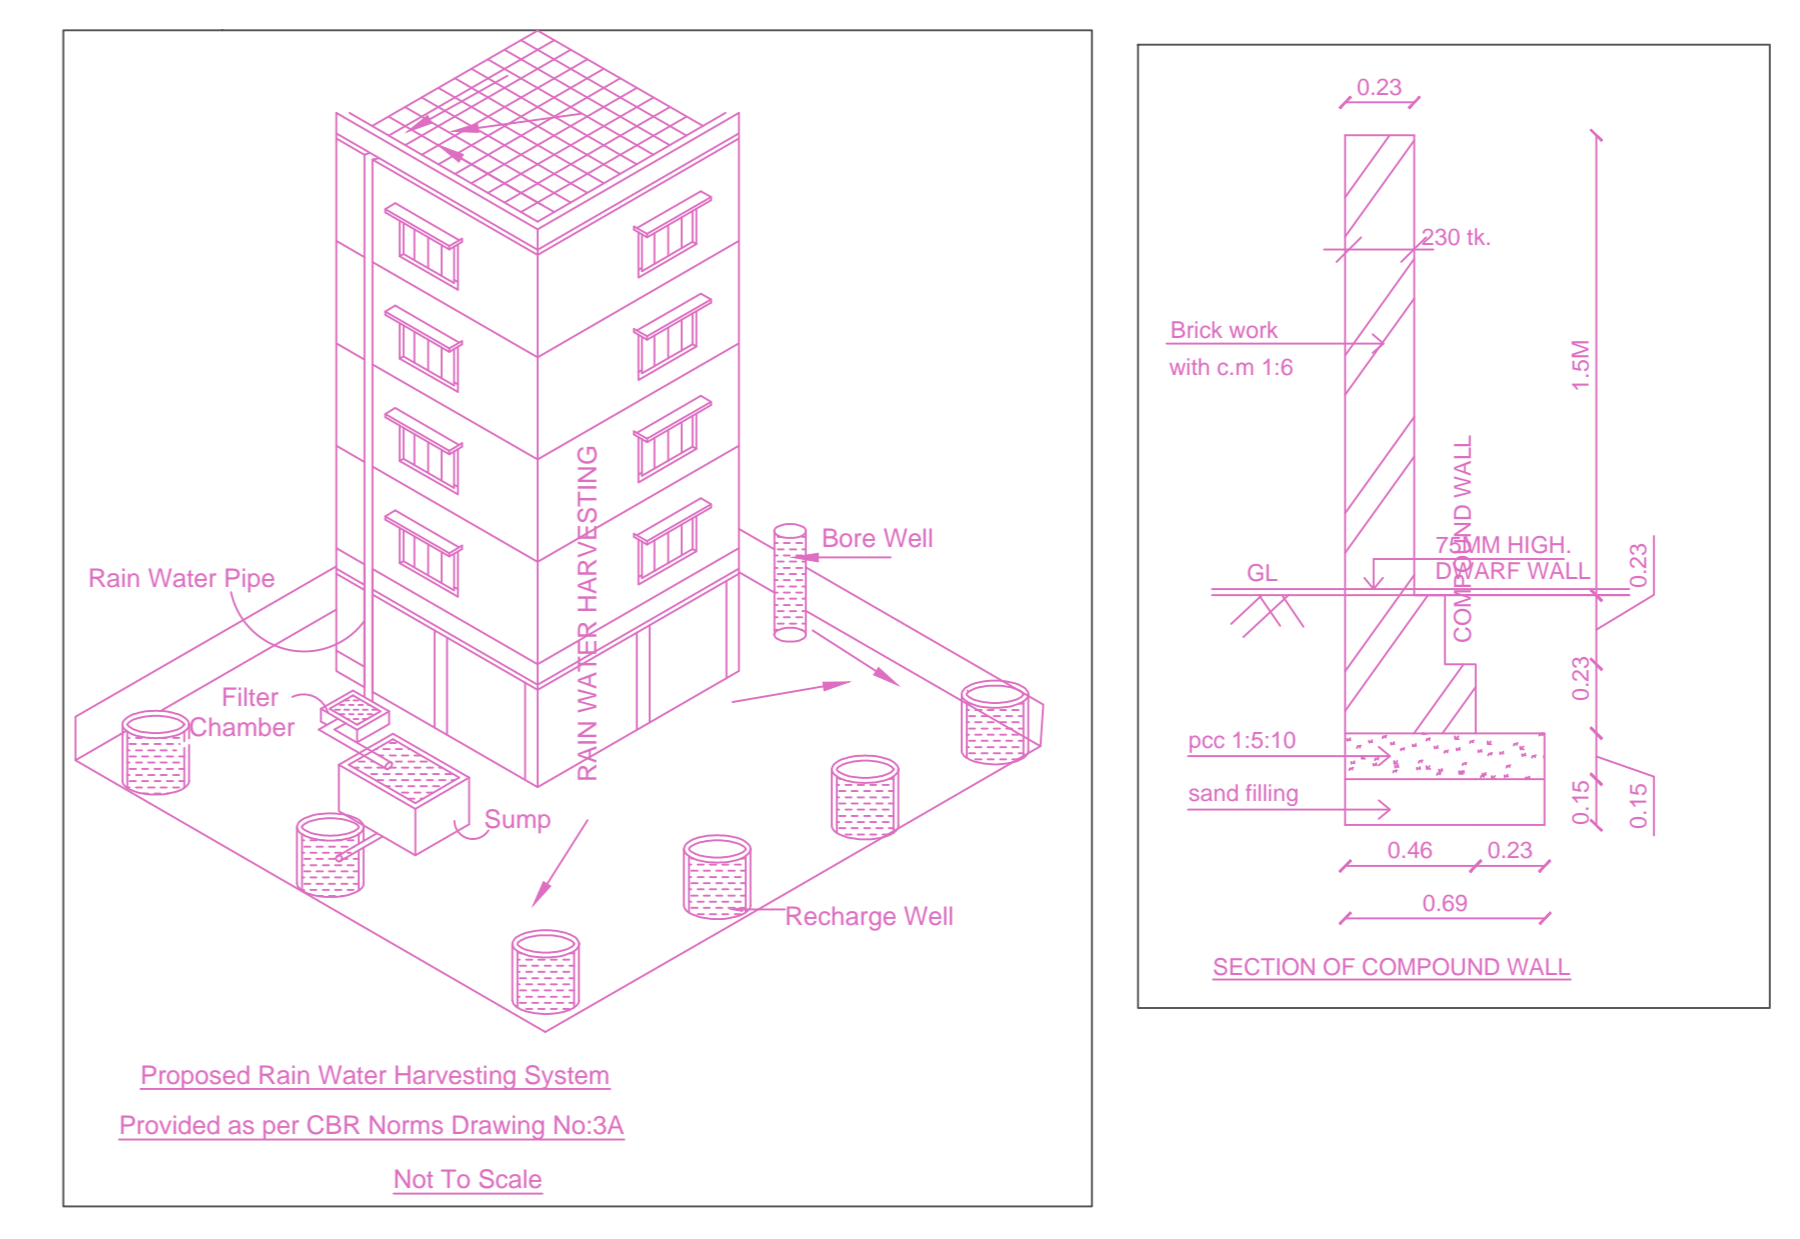 RAIN WATER HARVESTING
Bore Well
Rain Water Pipe
Filter
Chamber
Sump
Recharge Well
Proposed Rain Water Harvesting System
Provided as per CBR Norms Drawing No:3A
Not To Scale
0.23
230 tk.
Brick work
with c.m 1:6
1.5M
COMPOUND WALL
75MM HIGH.
DWARF WALL
GL
0.23
0.23
pcc 1:5:10
sand filling
0.15
0.15
0.46
0.23
0.69
SECTION OF COMPOUND WALL